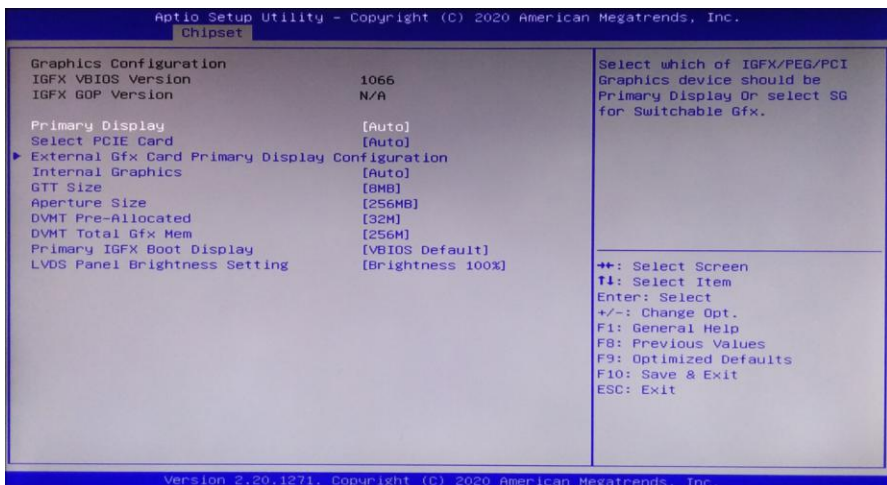 Aptio Setup Utility – Copyright (C) 2020 American Megatrends, Inc.
Chipset
Graphics Configuration
IGFX VBIOS Version 1066
IGFX GOP Version N/A
Primary Display [Auto]
Select PCIE Card [Auto]
▶ External Gfx Card Primary Display Configuration
Internal Graphics [Auto]
GTT Size [8MB]
Aperture Size [256MB]
DVMT Pre-Allocated [32M]
DVMT Total Gfx Mem [256M]
Primary IGFX Boot Display [VBIOS Default]
LVDS Panel Brightness Setting [Brightness 100%]
Select which of IGFX/PEG/PCI
Graphics device should be
Primary Display Or select SG
for Switchable Gfx.
→←: Select Screen
↑↓: Select Item
Enter: Select
+/-: Change Opt.
F1: General Help
F8: Previous Values
F9: Optimized Defaults
F10: Save & Exit
ESC: Exit
Version 2.20.1271. Copyright (C) 2020 American Megatrends, Inc.